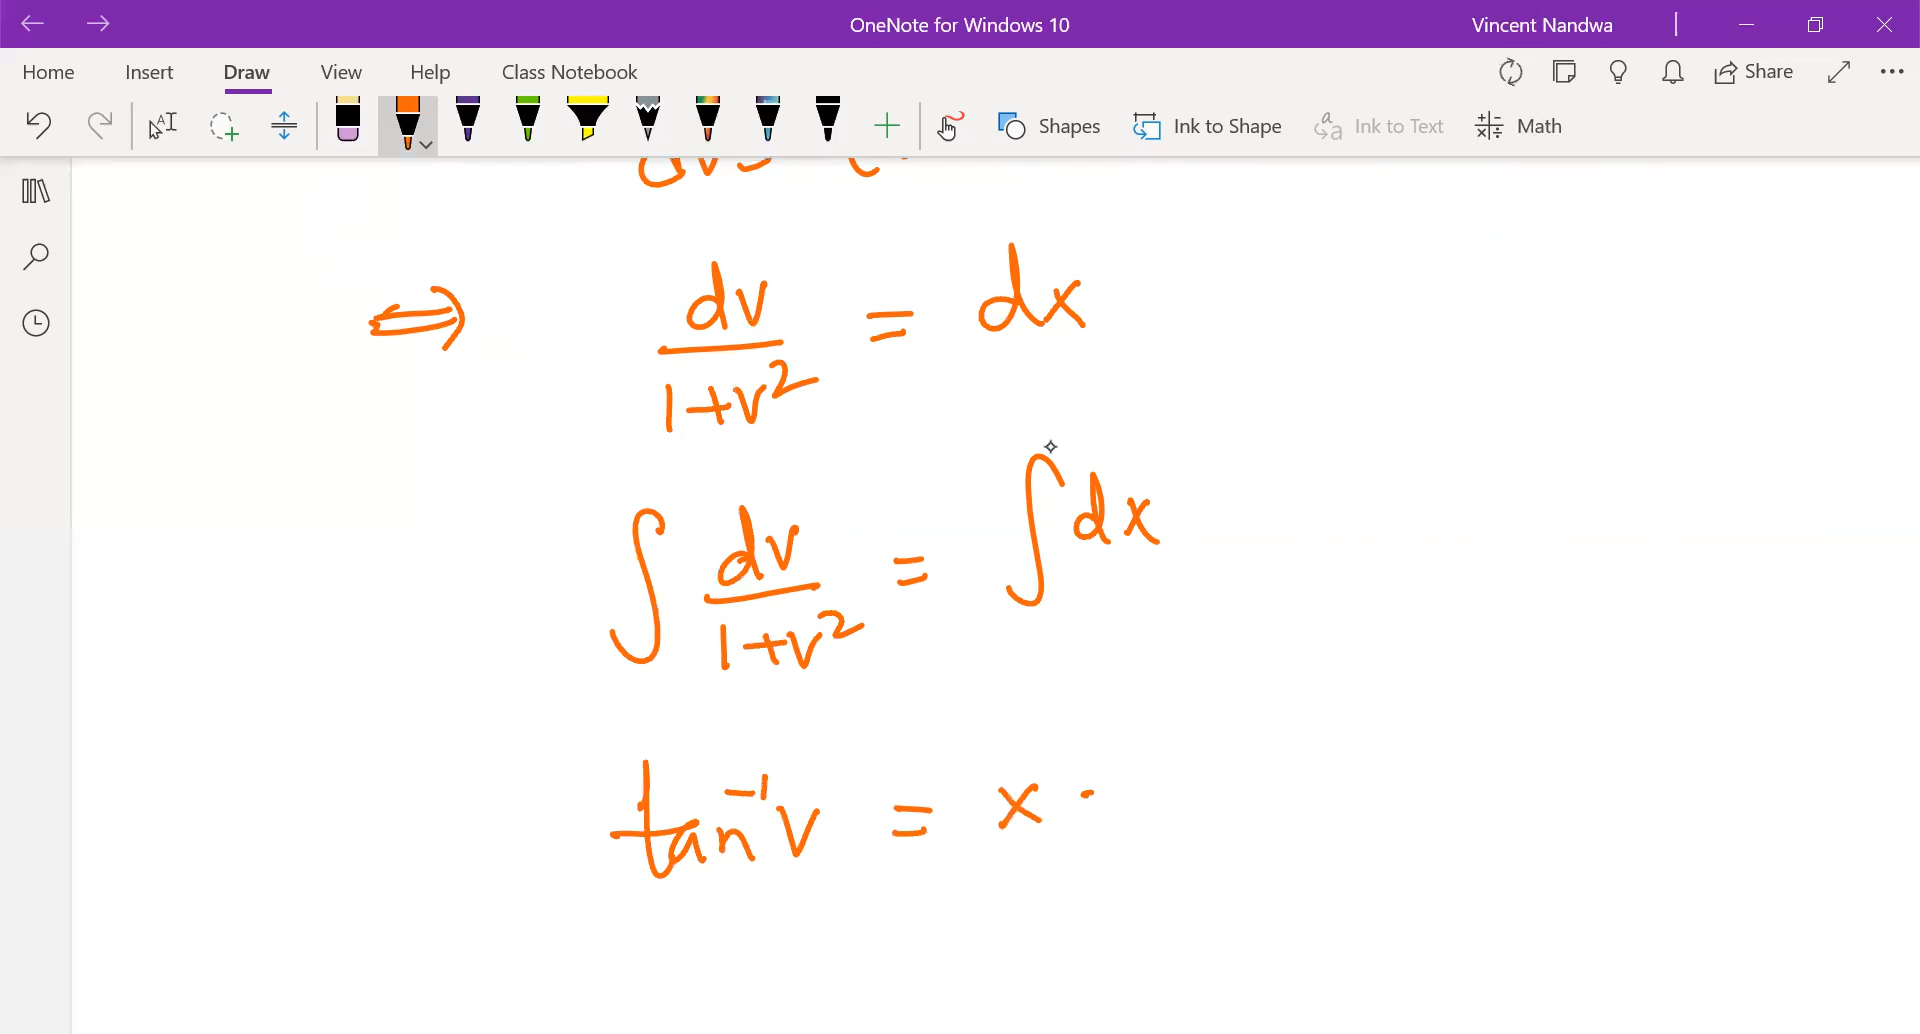 OneNote for Windows 10 Vincent Nandwa
Home Insert Draw View Help Class Notebook Share
Shapes Ink to Shape Ink to Text Math
⟺ dv/(1+v²) = dx
∫ dv/(1+v²) = ∫ dx
tan⁻¹v = x